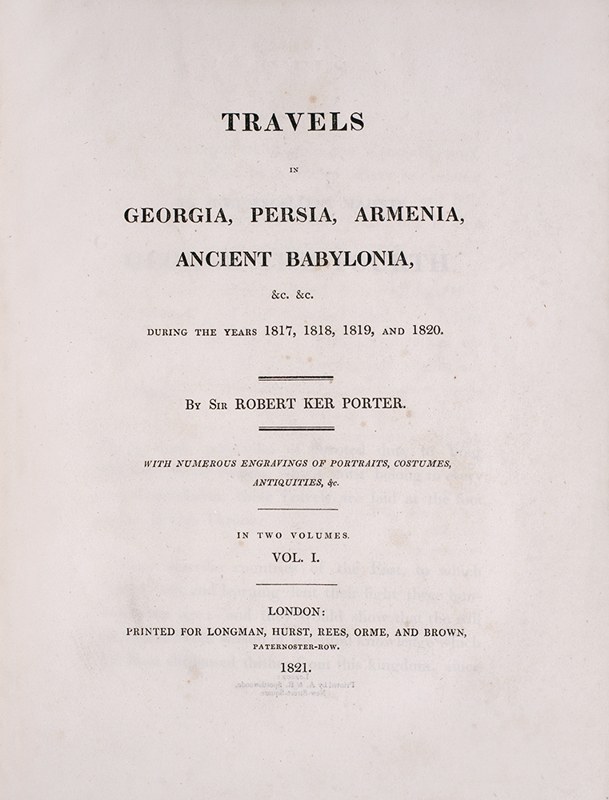 TRAVELS
IN
GEORGIA, PERSIA, ARMENIA,
ANCIENT BABYLONIA,
&c. &c.
DURING THE YEARS 1817, 1818, 1819, AND 1820.
BY SIR ROBERT KER PORTER.
WITH NUMEROUS ENGRAVINGS OF PORTRAITS, COSTUMES,
ANTIQUITIES, &c.
IN TWO VOLUMES.
VOL. I.
LONDON:
PRINTED FOR LONGMAN, HURST, REES, ORME, AND BROWN,
PATERNOSTER-ROW.
1821.